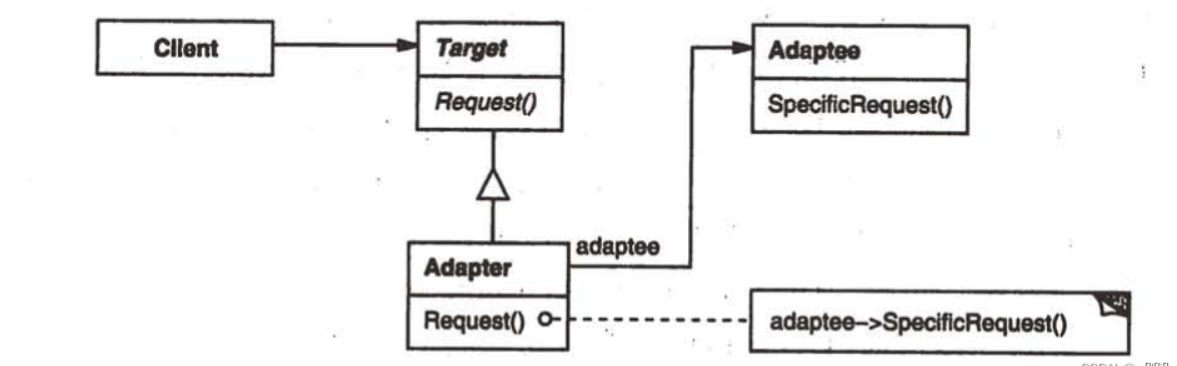 Client
Target
Request()
Adaptee
SpecificRequest()
adaptee
Adapter
Request()
adaptee->SpecificRequest()